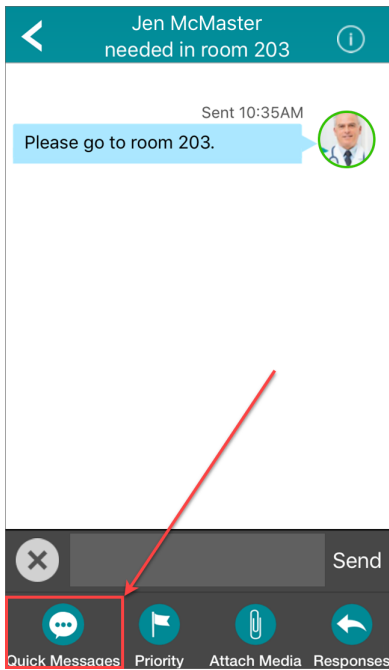 Jen McMaster
needed in room 203
Sent 10:35AM
Please go to room 203.
Send
Quick Messages Priority Attach Media Responses